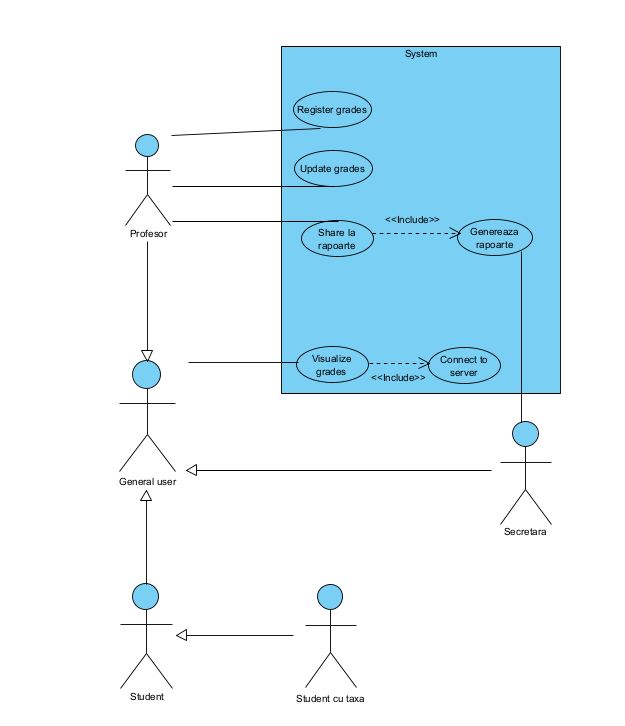 System
Register grades
Update grades
Profesor
Share la
rapoarte
<<Include>>
Genereaza
rapoarte
Visualize
grades
<<Include>>
Connect to
server
General user
Secretara
Student
Student cu taxa